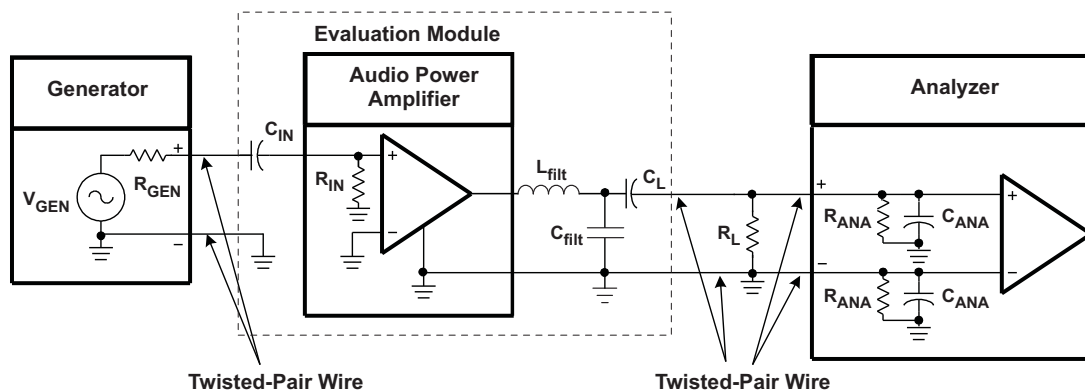 Evaluation Module
Generator
Audio Power
Amplifier
Analyzer
C_IN
+
R_GEN
V_GEN
−
R_IN
+
−
L_filt
C_L
C_filt
R_L
+
R_ANA
C_ANA
+
−
R_ANA
C_ANA
−
Twisted-Pair Wire
Twisted-Pair Wire